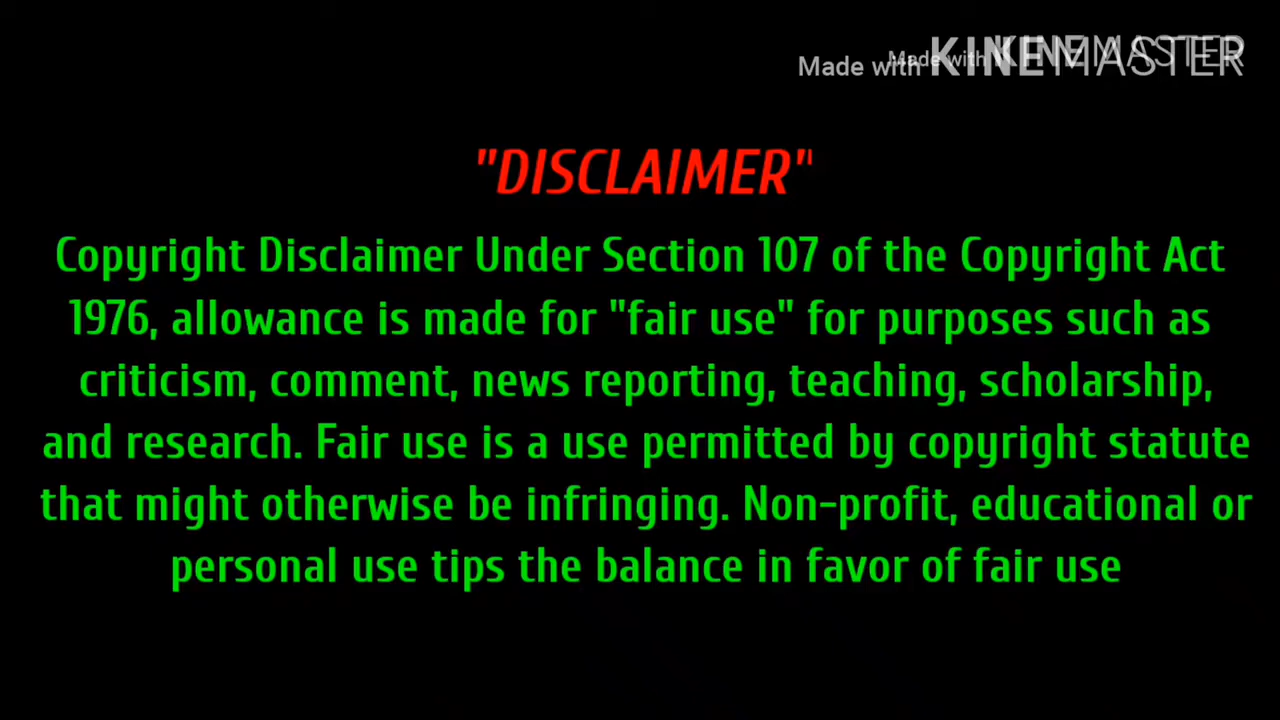 Made with KINEMASTER
Made with KINEMASTER
"DISCLAIMER"
Copyright Disclaimer Under Section 107 of the Copyright Act
1976, allowance is made for "fair use" for purposes such as
criticism, comment, news reporting, teaching, scholarship,
and research. Fair use is a use permitted by copyright statute
that might otherwise be infringing. Non-profit, educational or
personal use tips the balance in favor of fair use